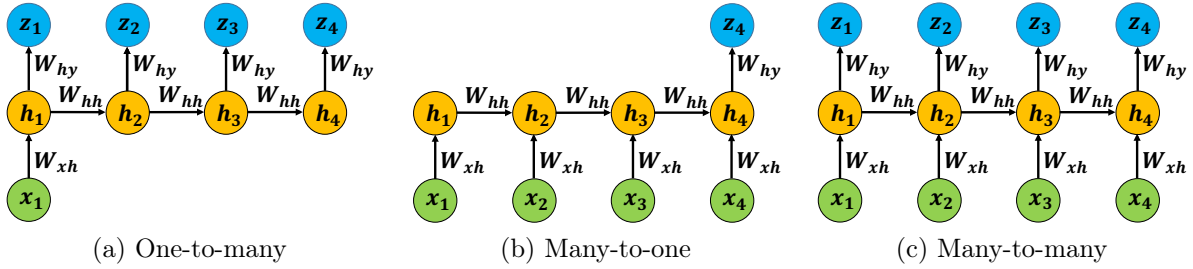 z1 z2 z3 z4
Why Why Why Why
Whh Whh Whh
h1 h2 h3 h4
Wxh
x1
(a) One-to-many
z4
Why
Whh Whh Whh
h1 h2 h3 h4
Wxh Wxh Wxh Wxh
x1 x2 x3 x4
(b) Many-to-one
z1 z2 z3 z4
Why Why Why Why
Whh Whh Whh
h1 h2 h3 h4
Wxh Wxh Wxh Wxh
x1 x2 x3 x4
(c) Many-to-many